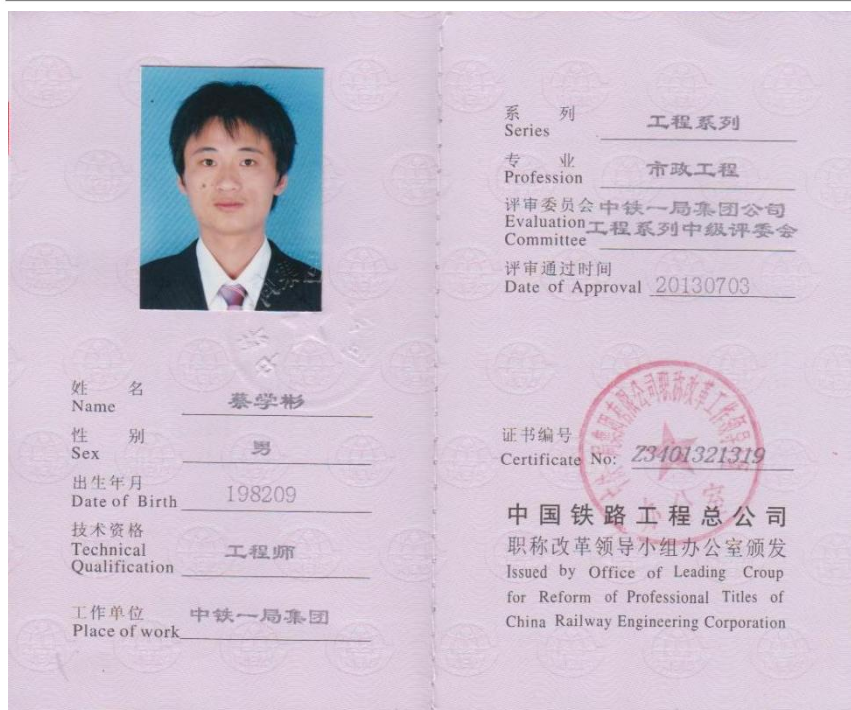 姓 名
Name 蔡学彬
性 别
Sex 男
出生年月
Date of Birth 198209
技术资格
Technical
Qualification 工程师
工作单位
Place of work 中铁一局集团
系 列
Series 工程系列
专 业
Profession 市政工程
评审委员会 中铁一局集团公司
Evaluation 工程系列中级评委会
Committee
评审通过时间
Date of Approval 20130703
证书编号
Certificate No: Z3401321319
中国铁路工程总公司
职称改革领导小组办公室颁发
Issued by Office of Leading Croup
for Reform of Professional Titles of
China Railway Engineering Corporation
办公室